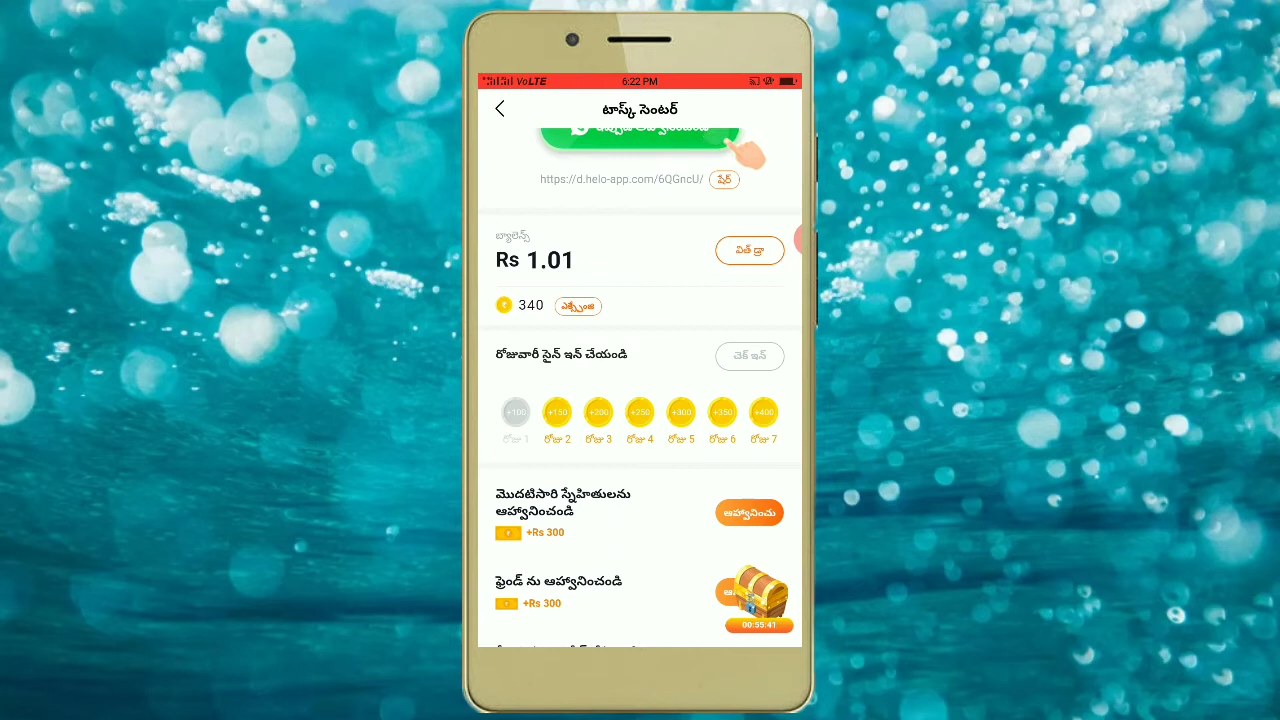 VoLTE 6:22 PM
టాస్క్ సెంటర్
https://d.helo-app.com/6QGncU/ షేర్
బ్యాలెన్స్
Rs 1.01 విత్ డ్రా
340 ఎక్స్ఛేంజ్
రోజువారీ సైన్ ఇన్ చేయండి చెక్ ఇన్
+100 +150 +200 +250 +300 +350 +400
రోజు 1 రోజు 2 రోజు 3 రోజు 4 రోజు 5 రోజు 6 రోజు 7
మొదటిసారి స్నేహితులను
ఆహ్వానించండి ఆహ్వానించు
+Rs 300
ఫ్రెండ్ ను ఆహ్వానించండి
+Rs 300
00:55:41